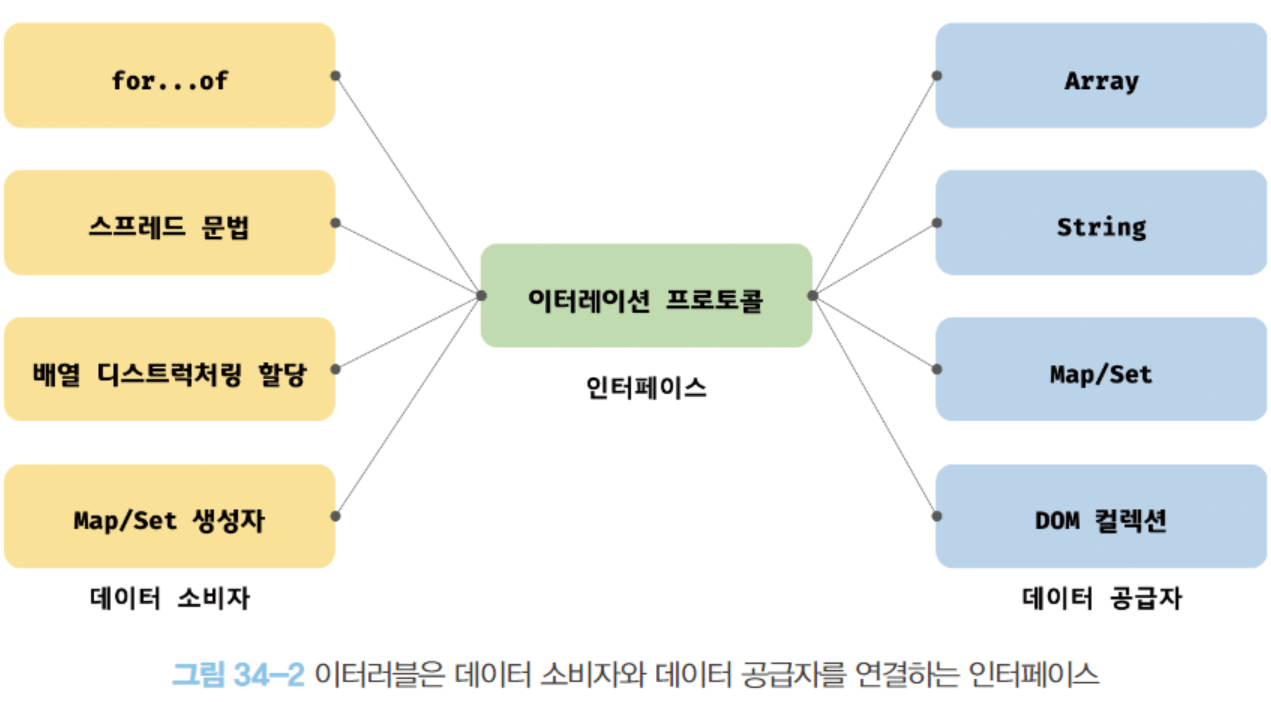 for...of
스프레드 문법
배열 디스트럭처링 할당
Map/Set 생성자
데이터 소비자
이터레이션 프로토콜
인터페이스
Array
String
Map/Set
DOM 컬렉션
데이터 공급자
그림 34-2 이터러블은 데이터 소비자와 데이터 공급자를 연결하는 인터페이스